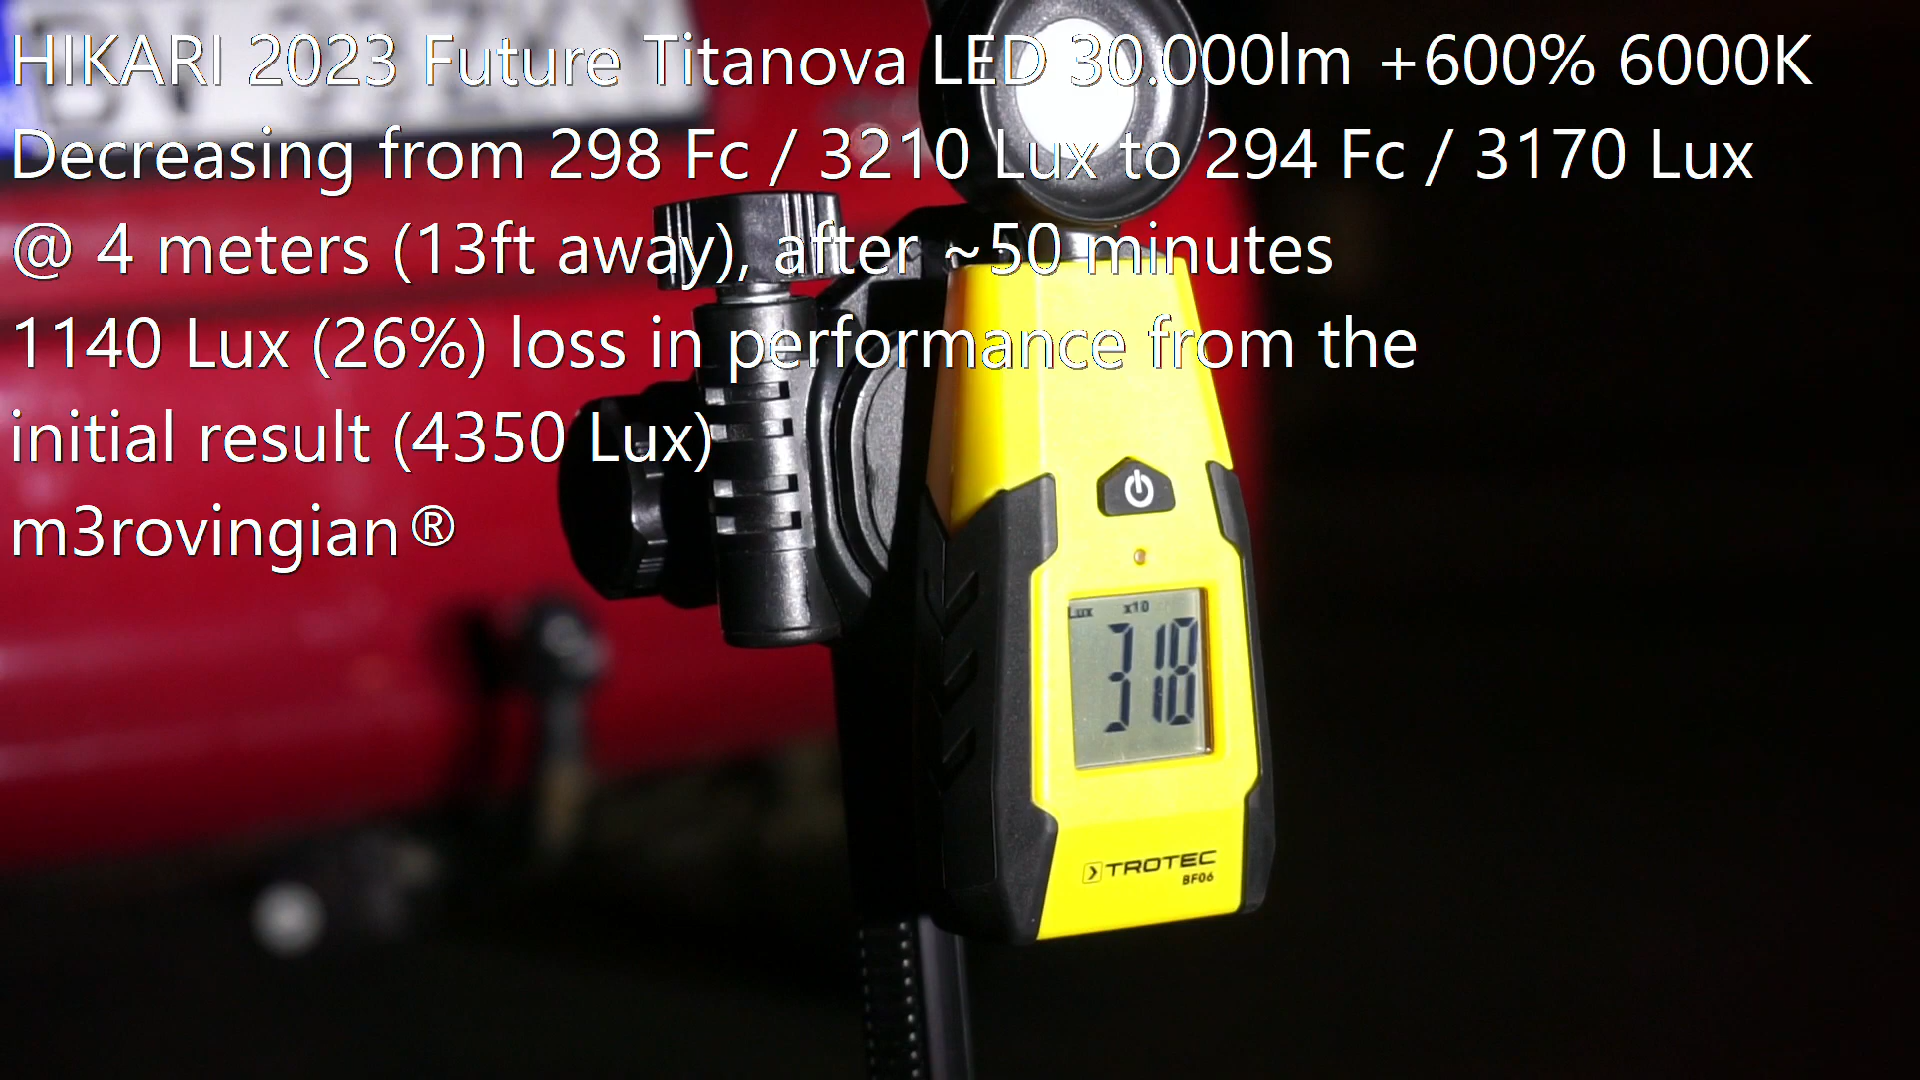 HIKARI 2023 Future Titanova LED 30.000lm +600% 6000K
Decreasing from 298 Fc / 3210 Lux to 294 Fc / 3170 Lux
@ 4 meters (13ft away), after ~50 minutes
1140 Lux (26%) loss in performance from the
initial result (4350 Lux)
m3rovingian®
Lux x10
318
TROTEC
BF06